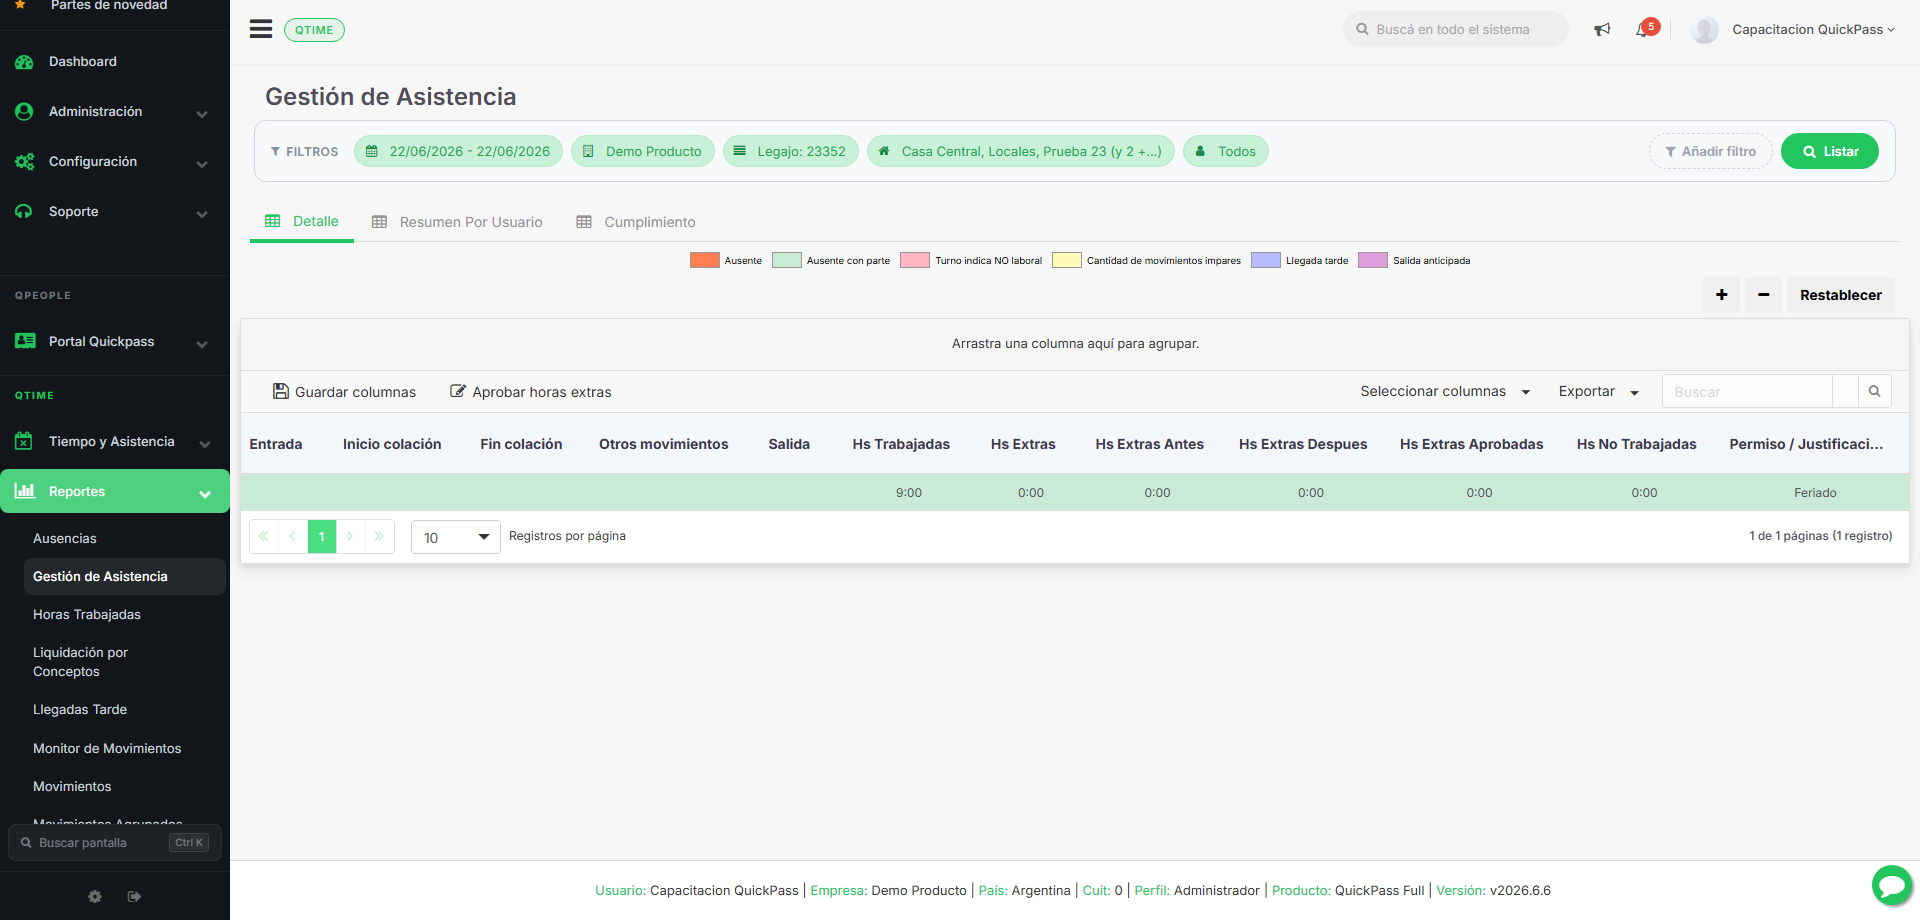 Partes de novedad
Dashboard
Administración
Configuración
Soporte
QPEOPLE
Portal Quickpass
QTIME
Tiempo y Asistencia
Reportes
Ausencias
Gestión de Asistencia
Horas Trabajadas
Liquidación por
Conceptos
Llegadas Tarde
Monitor de Movimientos
Movimientos
Movimientos Agrupados
Buscar pantalla Ctrl K
QTIME
Buscá en todo el sistema
5
Capacitacion QuickPass
Gestión de Asistencia
FILTROS 22/06/2026 - 22/06/2026 Demo Producto Legajo: 23352 Casa Central, Locales, Prueba 23 (y 2 +...) Todos Añadir filtro Listar
Detalle Resumen Por Usuario Cumplimiento
Ausente Ausente con parte Turno indica NO laboral Cantidad de movimientos impares Llegada tarde Salida anticipada
+ − Restablecer
Arrastra una columna aquí para agrupar.
Guardar columnas Aprobar horas extras Seleccionar columnas Exportar Buscar
Entrada Inicio colación Fin colación Otros movimientos Salida Hs Trabajadas Hs Extras Hs Extras Antes Hs Extras Despues Hs Extras Aprobadas Hs No Trabajadas Permiso / Justificaci...
9:00 0:00 0:00 0:00 0:00 0:00 Feriado
« ‹ 1 › » 10 Registros por página 1 de 1 páginas (1 registro)
Usuario: Capacitacion QuickPass | Empresa: Demo Producto | País: Argentina | Cuit: 0 | Perfil: Administrador | Producto: QuickPass Full | Versión: v2026.6.6